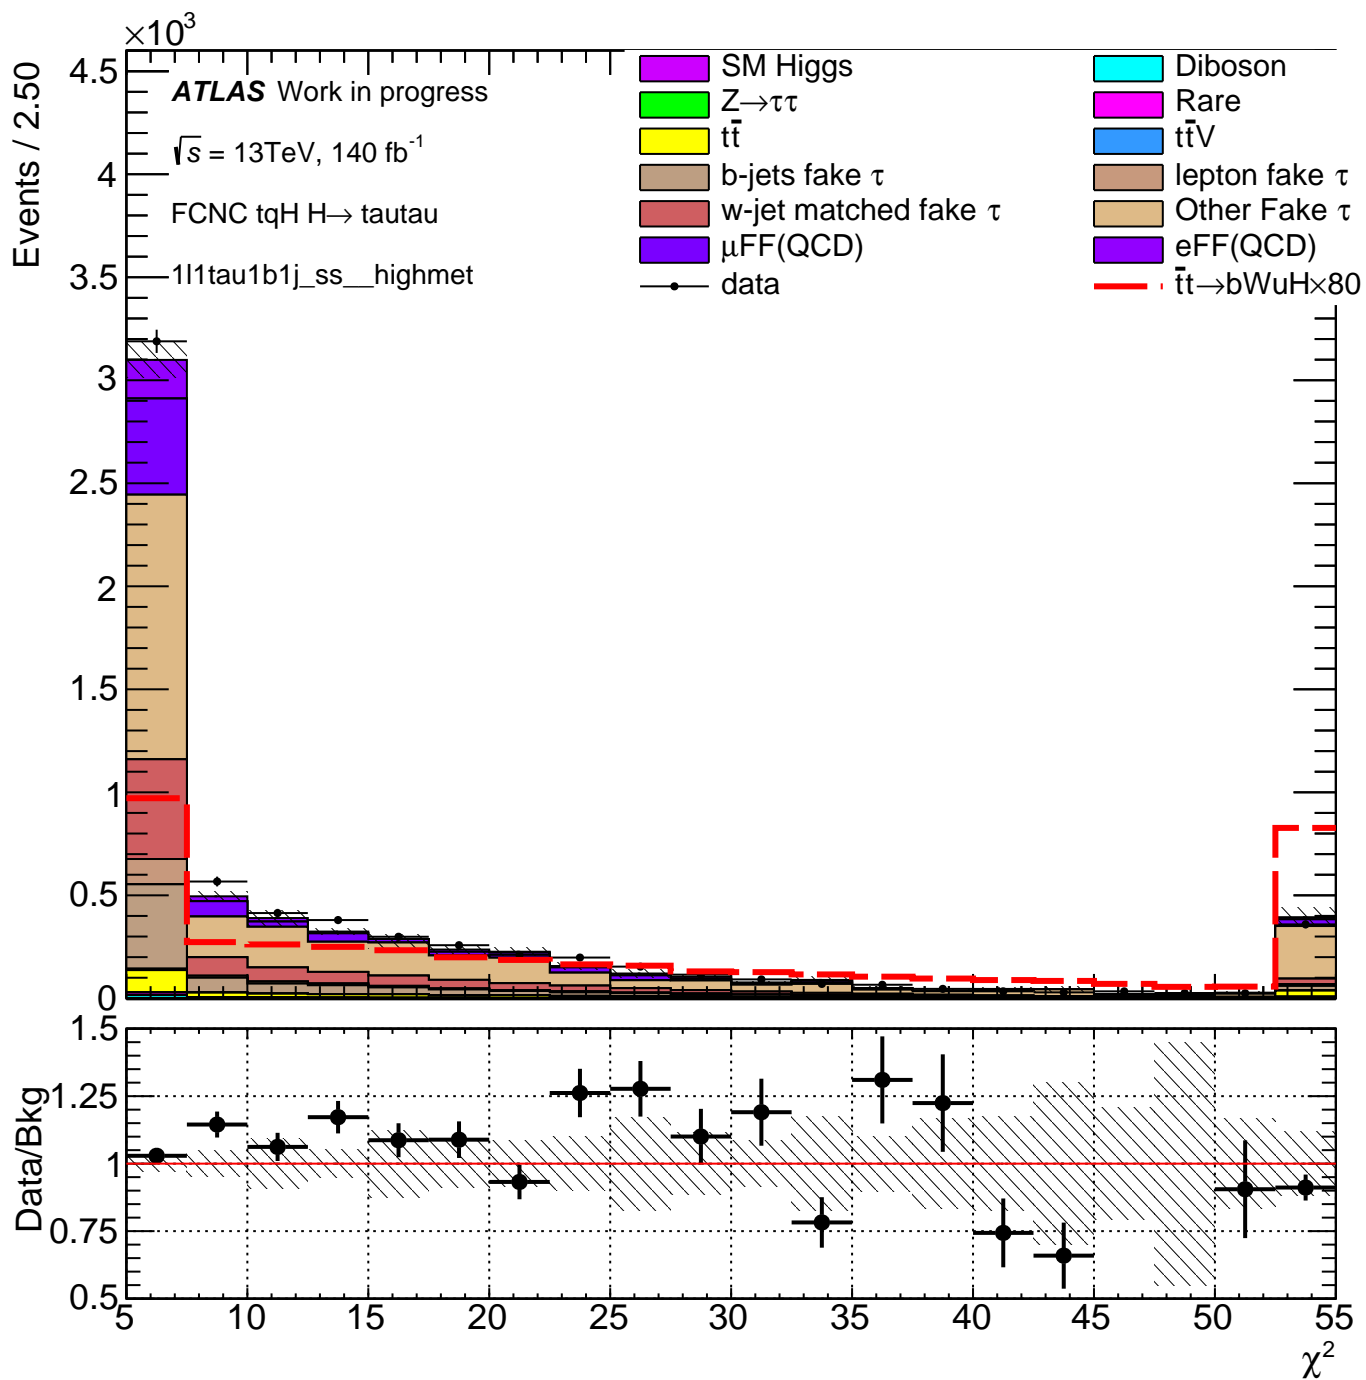 ×10³
Events / 2.50
4.5
4
3.5
3
2.5
2
1.5
1
0.5
0
ATLAS Work in progress
√s = 13TeV, 140 fb⁻¹
FCNC tqH H→ tautau
1l1tau1b1j_ss__highmet
SM Higgs
Diboson
Z→ττ
Rare
tt̄
tt̄V
b-jets fake τ
lepton fake τ
w-jet matched fake τ
Other Fake τ
μFF(QCD)
eFF(QCD)
data
t̄t→bWuH×80
Data/Bkg
1.5
1.25
1
0.75
0.5
5 10 15 20 25 30 35 40 45 50 55
χ²